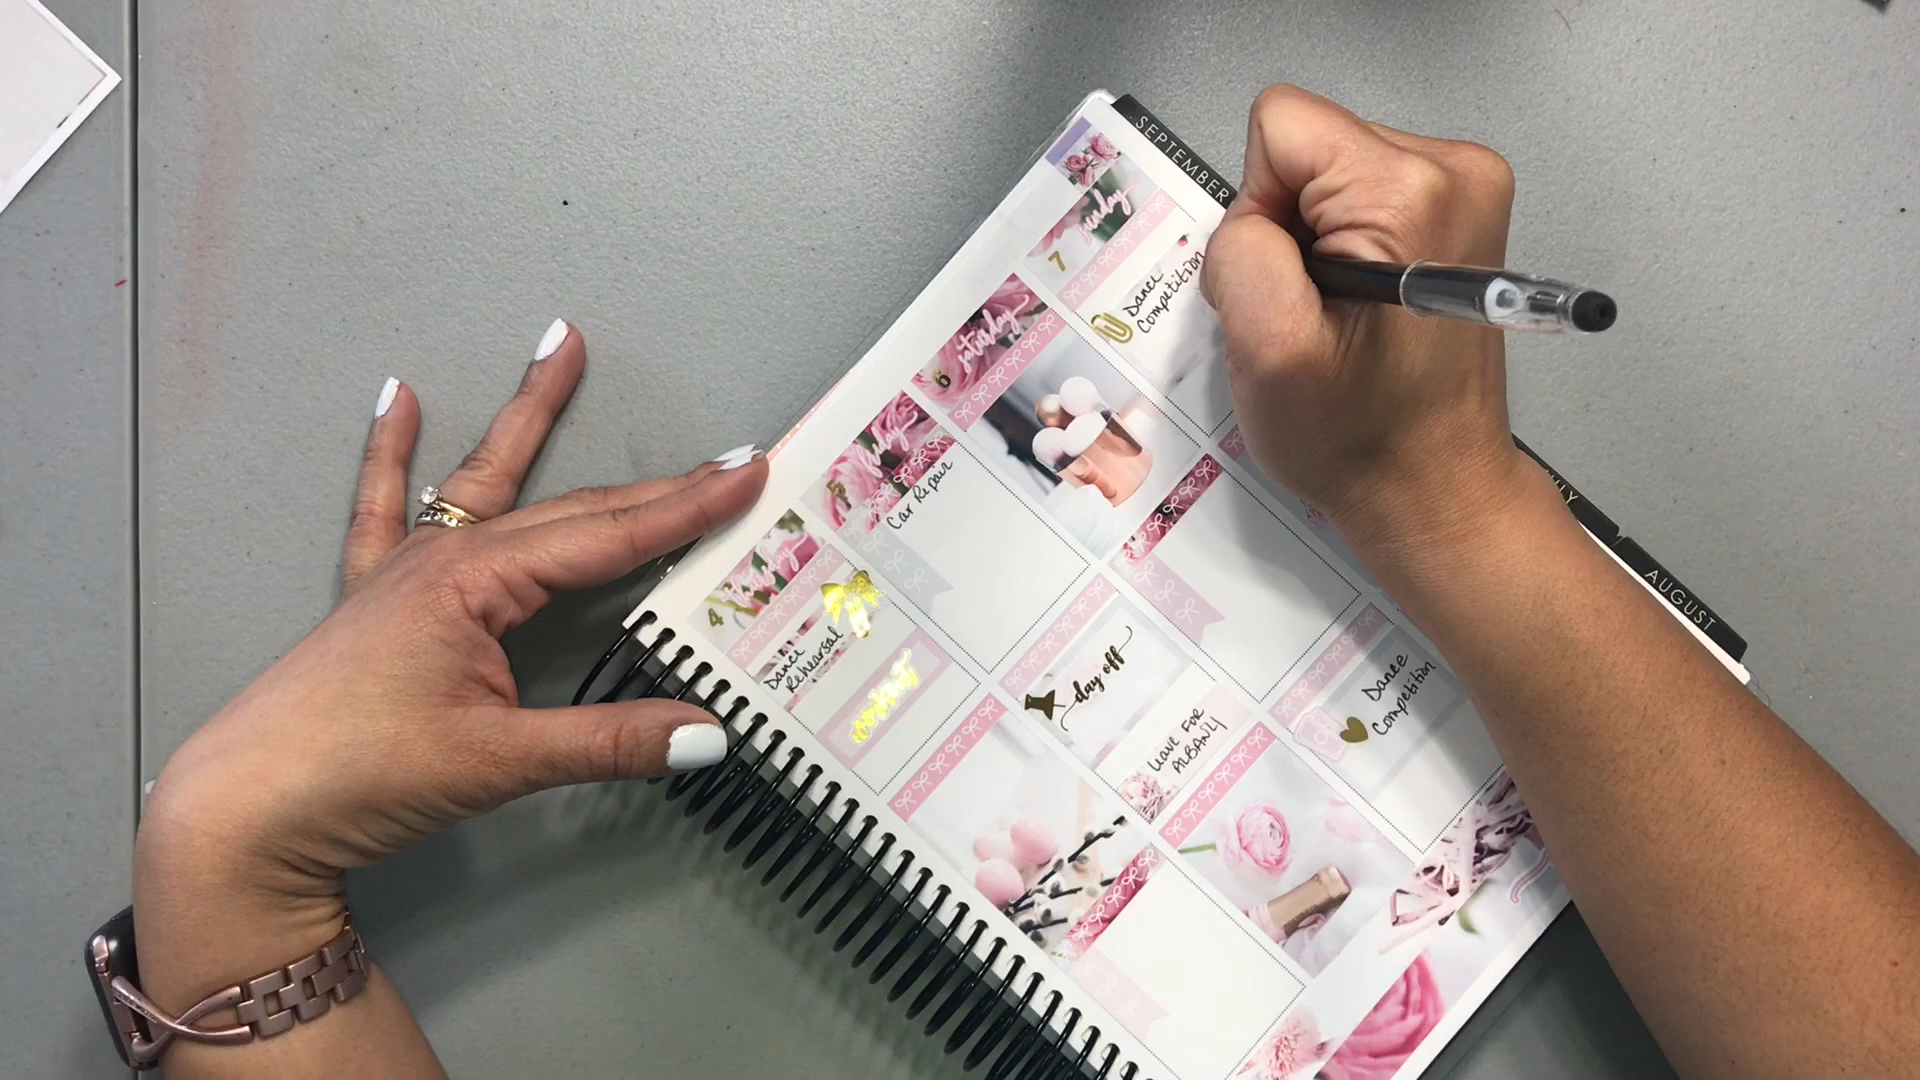 SEPTEMBER
sunday
7
Dance
Competition
saturday
6
friday
5
Car Repair
thursday
4
Dance
Rehearsal
day off
Leave FOR
ALBANY
Dance
Competition
AUGUST